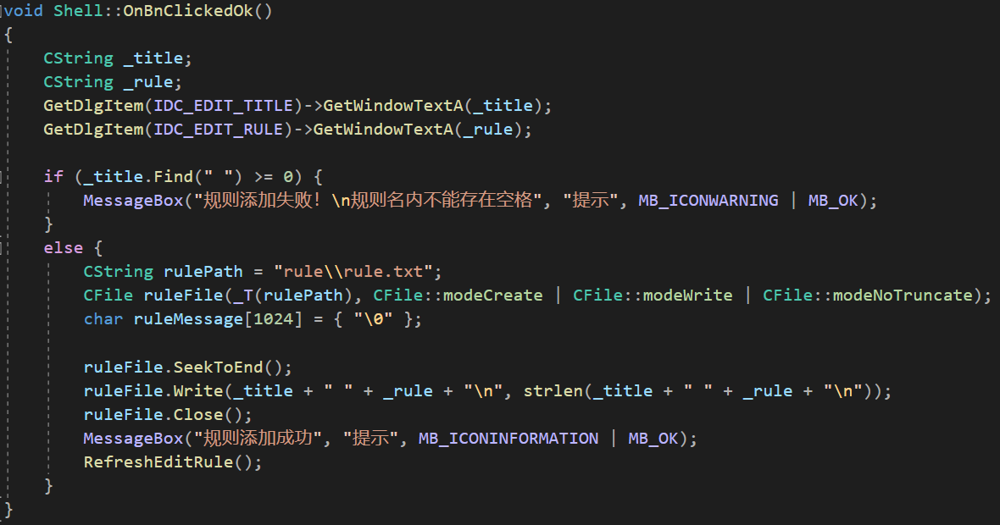 void Shell::OnBnClickedOk()
{
    CString _title;
    CString _rule;
    GetDlgItem(IDC_EDIT_TITLE)->GetWindowTextA(_title);
    GetDlgItem(IDC_EDIT_RULE)->GetWindowTextA(_rule);

    if (_title.Find(" ") >= 0) {
        MessageBox("规则添加失败！\n规则名内不能存在空格", "提示", MB_ICONWARNING | MB_OK);
    }
    else {
        CString rulePath = "rule\\rule.txt";
        CFile ruleFile(_T(rulePath), CFile::modeCreate | CFile::modeWrite | CFile::modeNoTruncate);
        char ruleMessage[1024] = { "\0" };

        ruleFile.SeekToEnd();
        ruleFile.Write(_title + " " + _rule + "\n", strlen(_title + " " + _rule + "\n"));
        ruleFile.Close();
        MessageBox("规则添加成功", "提示", MB_ICONINFORMATION | MB_OK);
        RefreshEditRule();
    }
}